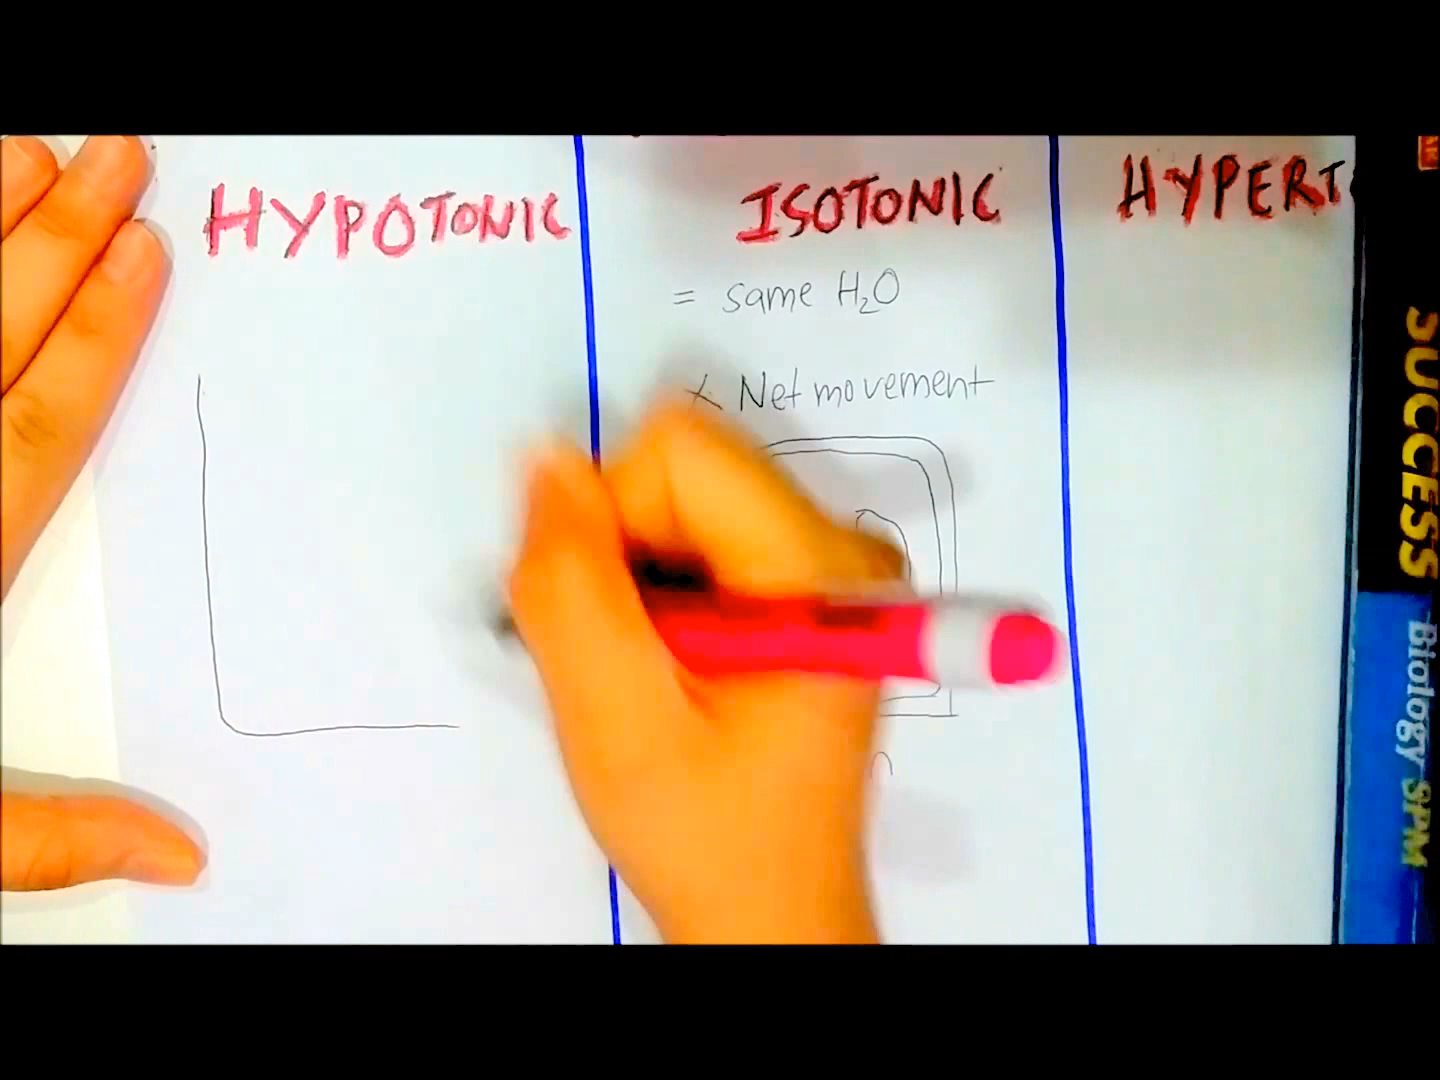 HYPOTONIC
ISOTONIC
= same H₂O
X Net movement
n
HYPERT
SUCCESS
Biology SPM